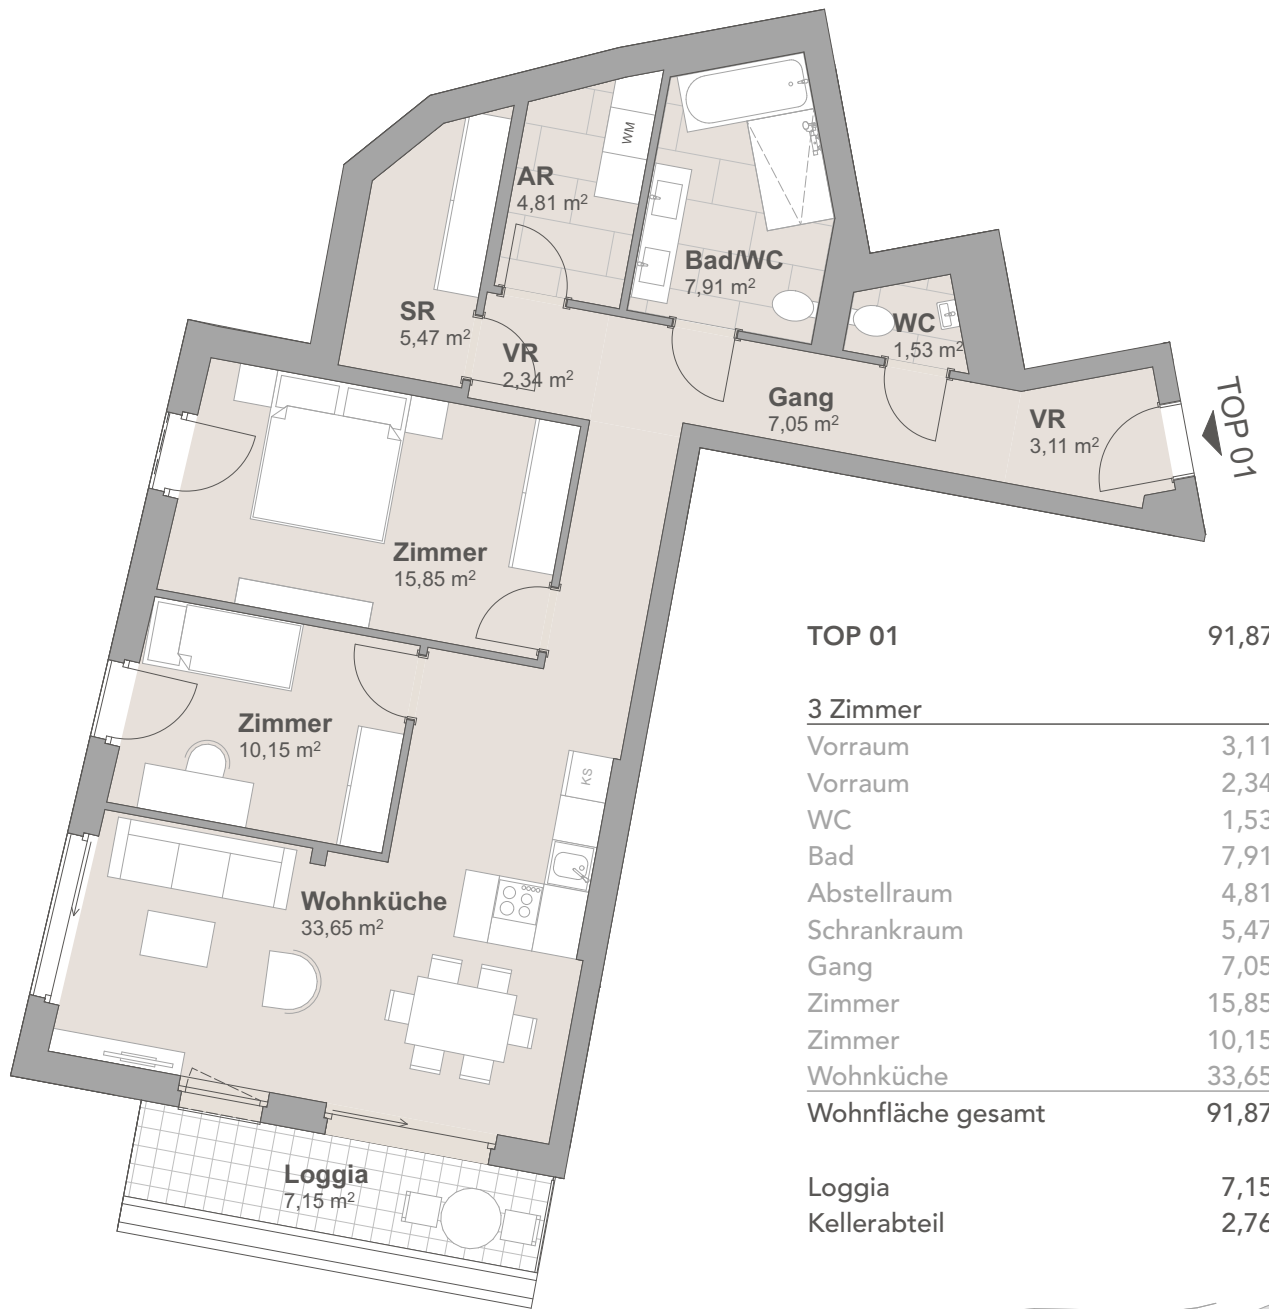 WM
AR
4,81 m²
Bad/WC
7,91 m²
SR
5,47 m²
VR
2,34 m²
WC
1,53 m²
Gang
7,05 m²
VR
3,11 m²
TOP 01
Zimmer
15,85 m²
Zimmer
10,15 m²
KS
Wohnküche
33,65 m²
Loggia
7,15 m²
TOP 01 91,87
3 Zimmer
Vorraum 3,11
Vorraum 2,34
WC 1,53
Bad 7,91
Abstellraum 4,81
Schrankraum 5,47
Gang 7,05
Zimmer 15,85
Zimmer 10,15
Wohnküche 33,65
Wohnfläche gesamt 91,87
Loggia 7,15
Kellerabteil 2,76